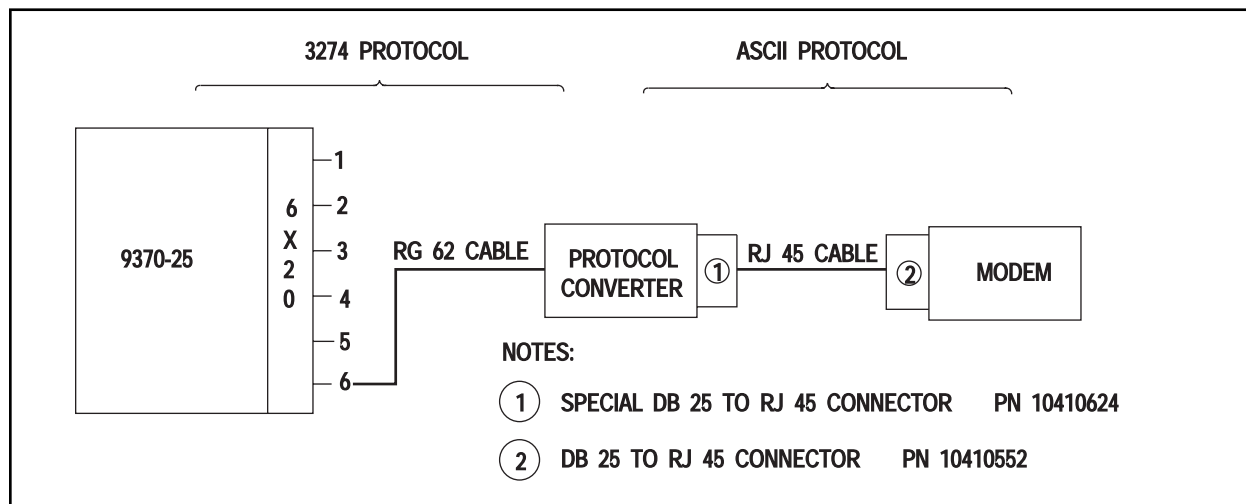 3274 PROTOCOL
ASCII PROTOCOL
9370-25
6
X
2
0
1
2
3
4
5
6
RG 62 CABLE
PROTOCOL
CONVERTER
1
RJ 45 CABLE
2
MODEM
NOTES:
1 SPECIAL DB 25 TO RJ 45 CONNECTOR PN 10410624
2 DB 25 TO RJ 45 CONNECTOR PN 10410552